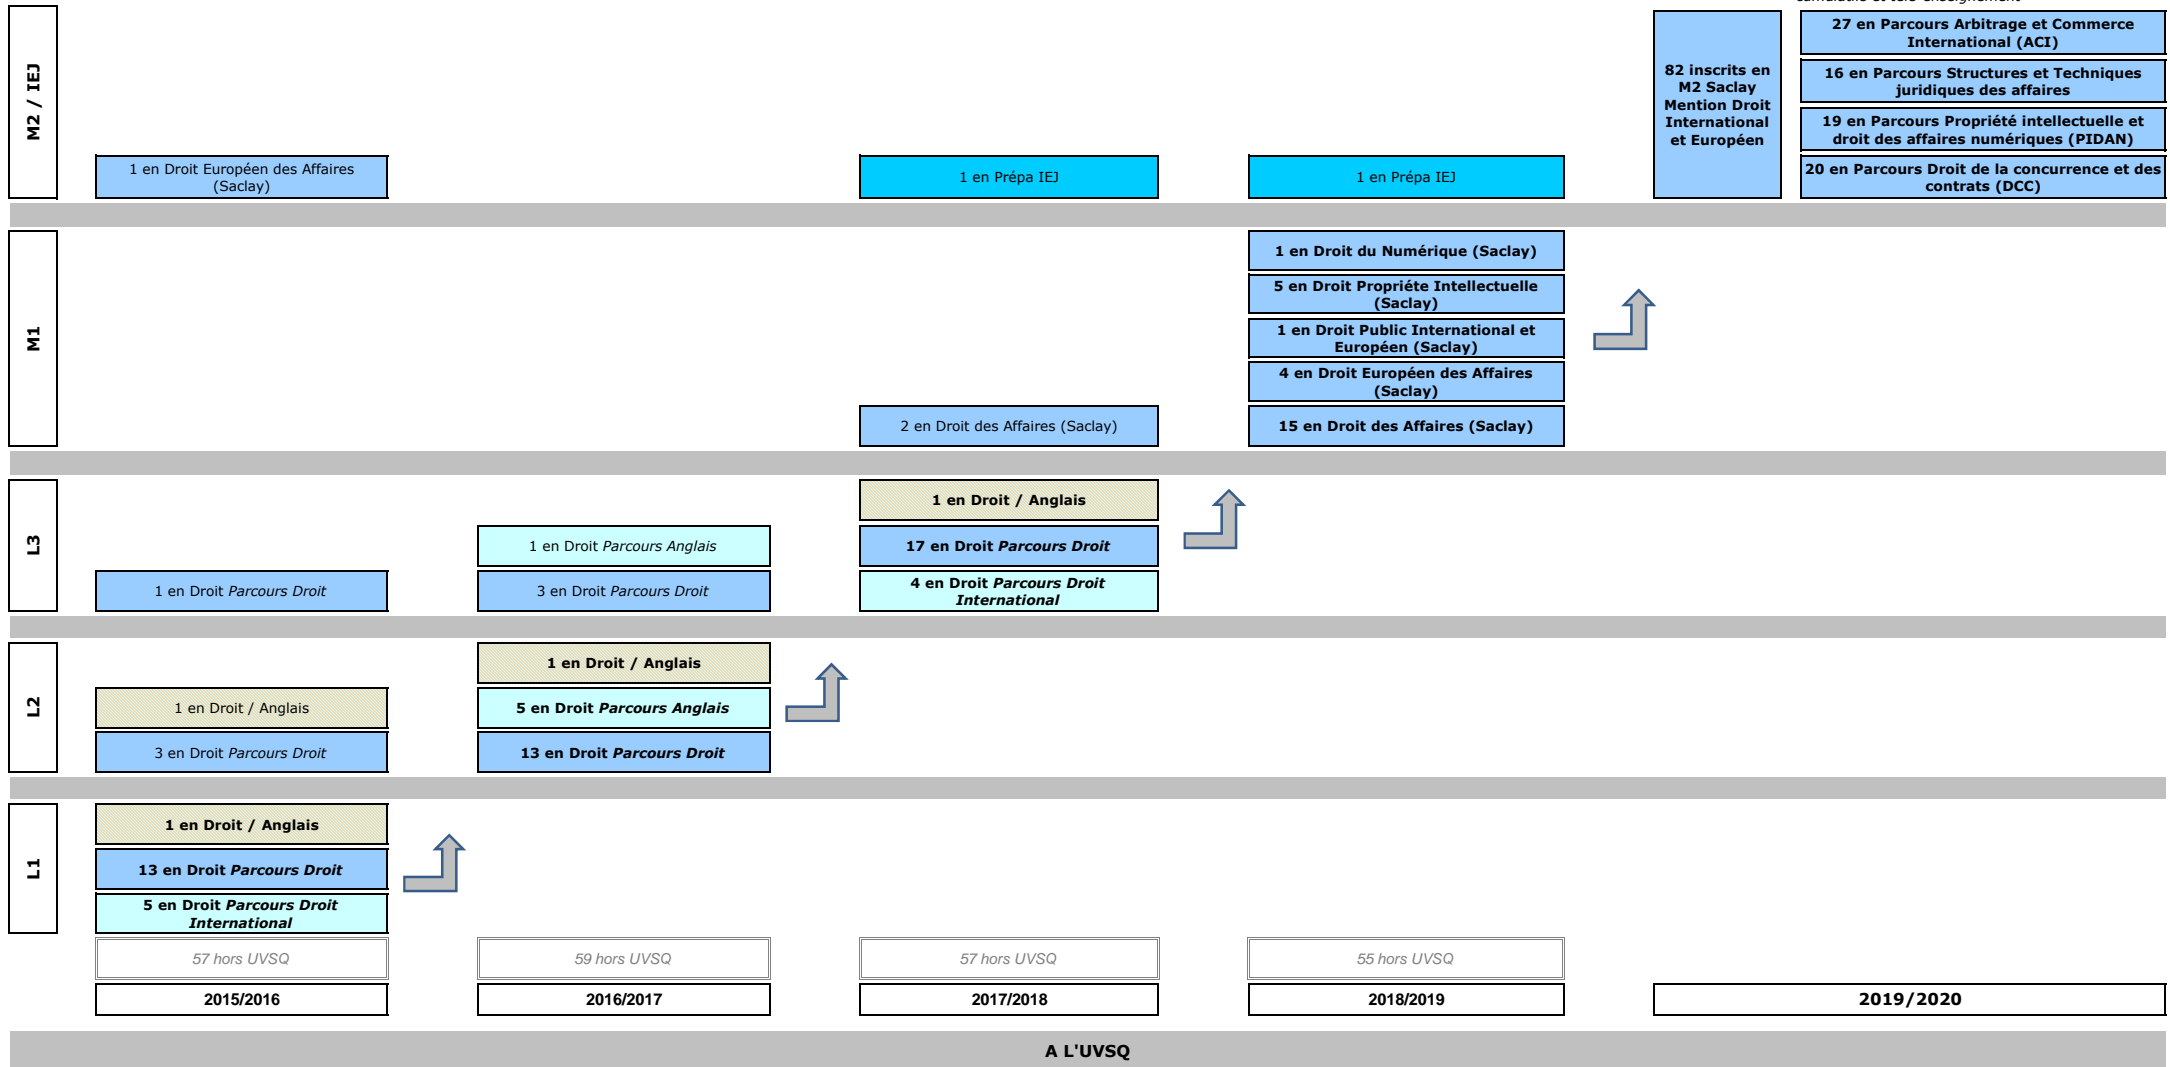 cumulatif et télé-enseignement
M2 / IEJ
1 en Droit Européen des Affaires
(Saclay)
1 en Prépa IEJ
1 en Prépa IEJ
82 inscrits en
M2 Saclay
Mention Droit
International
et Européen
27 en Parcours Arbitrage et Commerce
International (ACI)
16 en Parcours Structures et Techniques
juridiques des affaires
19 en Parcours Propriété intellectuelle et
droit des affaires numériques (PIDAN)
20 en Parcours Droit de la concurrence et des
contrats (DCC)
M1
2 en Droit des Affaires (Saclay)
1 en Droit du Numérique (Saclay)
5 en Droit Propriéte Intellectuelle
(Saclay)
1 en Droit Public International et
Européen (Saclay)
4 en Droit Européen des Affaires
(Saclay)
15 en Droit des Affaires (Saclay)
L3
1 en Droit Parcours Droit
1 en Droit Parcours Anglais
3 en Droit Parcours Droit
1 en Droit / Anglais
17 en Droit Parcours Droit
4 en Droit Parcours Droit
International
L2
1 en Droit / Anglais
3 en Droit Parcours Droit
1 en Droit / Anglais
5 en Droit Parcours Anglais
13 en Droit Parcours Droit
L1
1 en Droit / Anglais
13 en Droit Parcours Droit
5 en Droit Parcours Droit
International
57 hors UVSQ
59 hors UVSQ
57 hors UVSQ
55 hors UVSQ
2015/2016
2016/2017
2017/2018
2018/2019
2019/2020
A L'UVSQ